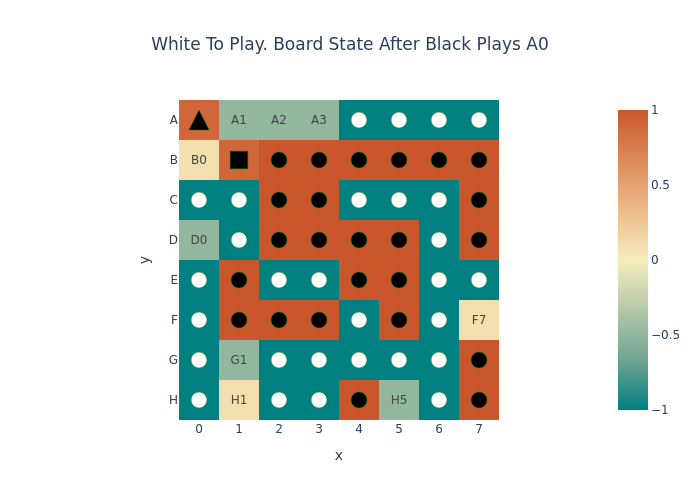 White To Play. Board State After Black Plays A0
A A1 A2 A3
B B0
C
D D0
E
F F7
G G1
H H1 H5
0 1 2 3 4 5 6 7
x
y
1
0.5
0
−0.5
−1